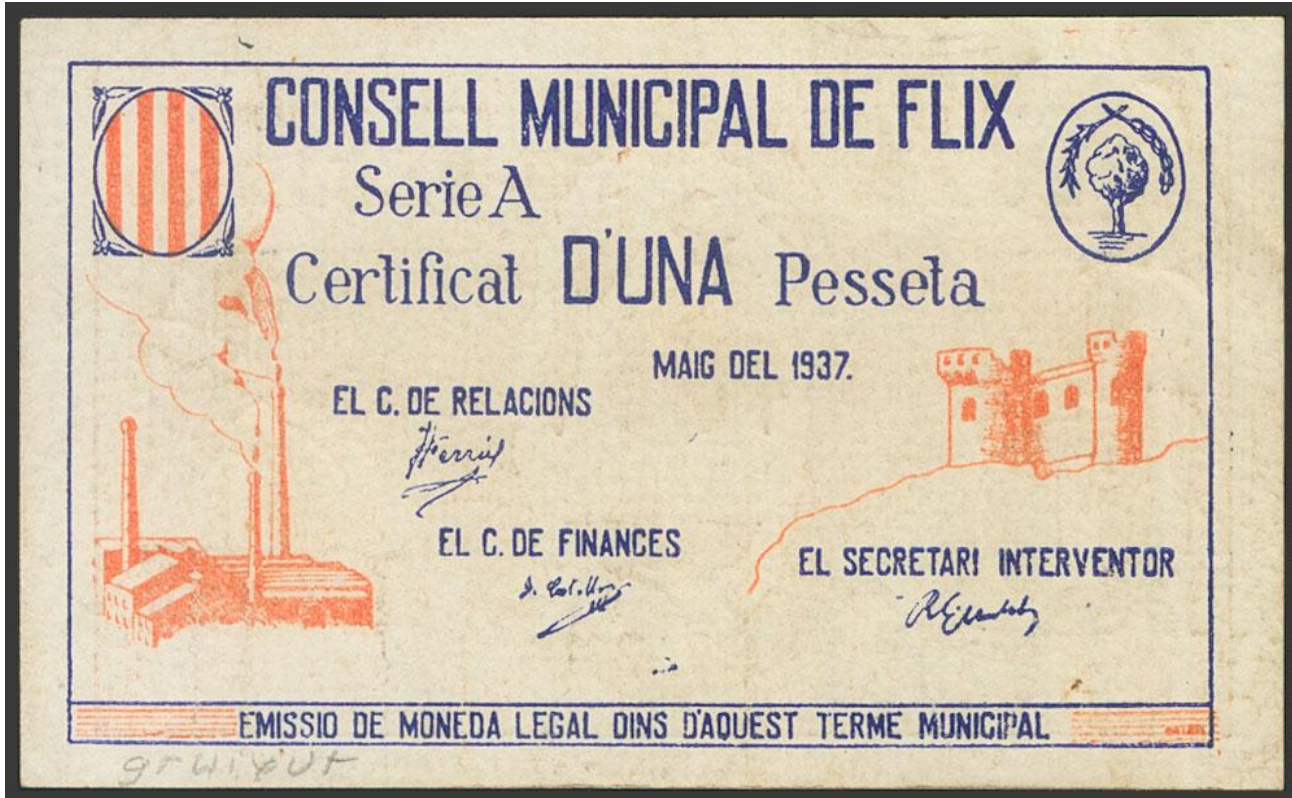 CONSELL MUNICIPAL DE FLIX
Serie A
Certificat D'UNA Pesseta
MAIG DEL 1937.
EL C. DE RELACIONS
EL C. DE FINANCES
EL SECRETARI INTERVENTOR
EMISSIO DE MONEDA LEGAL DINS D'AQUEST TERME MUNICIPAL
gruixut